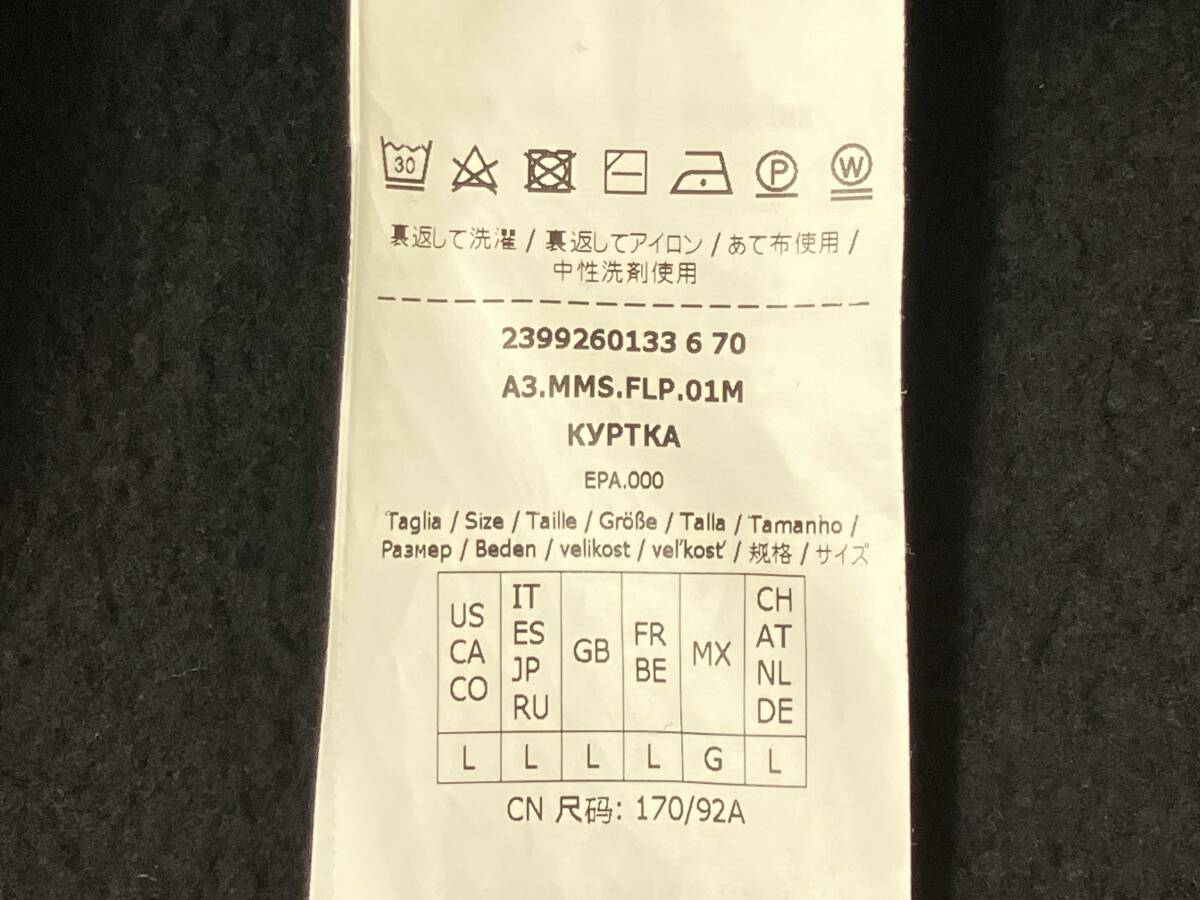 30 P W
裏返して洗濯 / 裏返してアイロン / あて布使用 /
中性洗剤使用
2399260133 6 70
A3.MMS.FLP.01M
КУРТКА
EPA.000
Taglia / Size / Taille / Größe / Talla / Tamanho /
Размер / Beden / velikost / veľkosť / 规格 / サイズ
US CA CO
IT ES JP RU
GB
FR BE
MX
CH AT NL DE
L L L L G L
CN 尺码: 170/92A